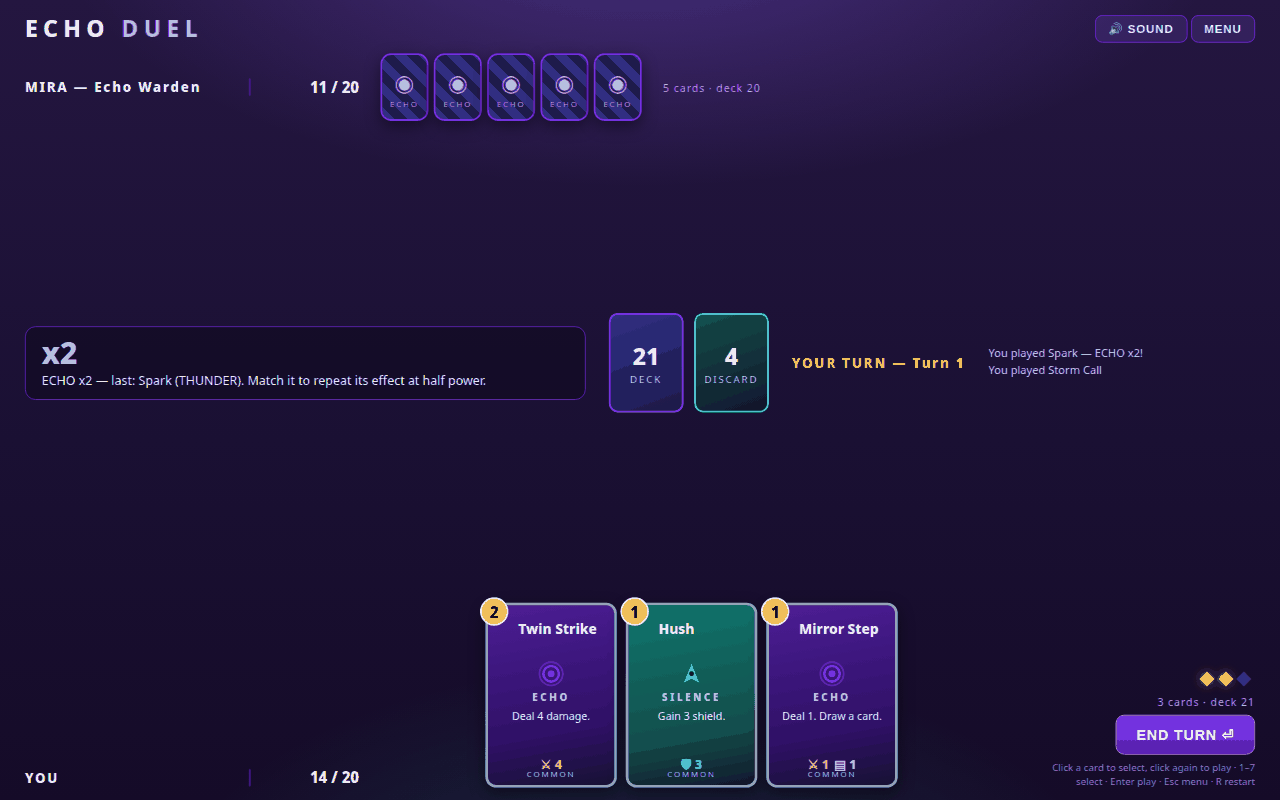 ECHO DUEL
🔊 SOUND
MENU
MIRA — Echo Warden
11 / 20
ECHO
ECHO
ECHO
ECHO
ECHO
5 cards · deck 20
x2
ECHO x2 — last: Spark (THUNDER). Match it to repeat its effect at half power.
21
DECK
4
DISCARD
YOUR TURN — Turn 1
You played Spark — ECHO x2!
You played Storm Call
2
Twin Strike
ECHO
Deal 4 damage.
⚔ 4
COMMON
1
Hush
SILENCE
Gain 3 shield.
🛡 3
COMMON
1
Mirror Step
ECHO
Deal 1. Draw a card.
⚔ 1 ▤ 1
COMMON
3 cards · deck 21
END TURN ⏎
Click a card to select, click again to play · 1–7
select · Enter play · Esc menu · R restart
YOU
14 / 20